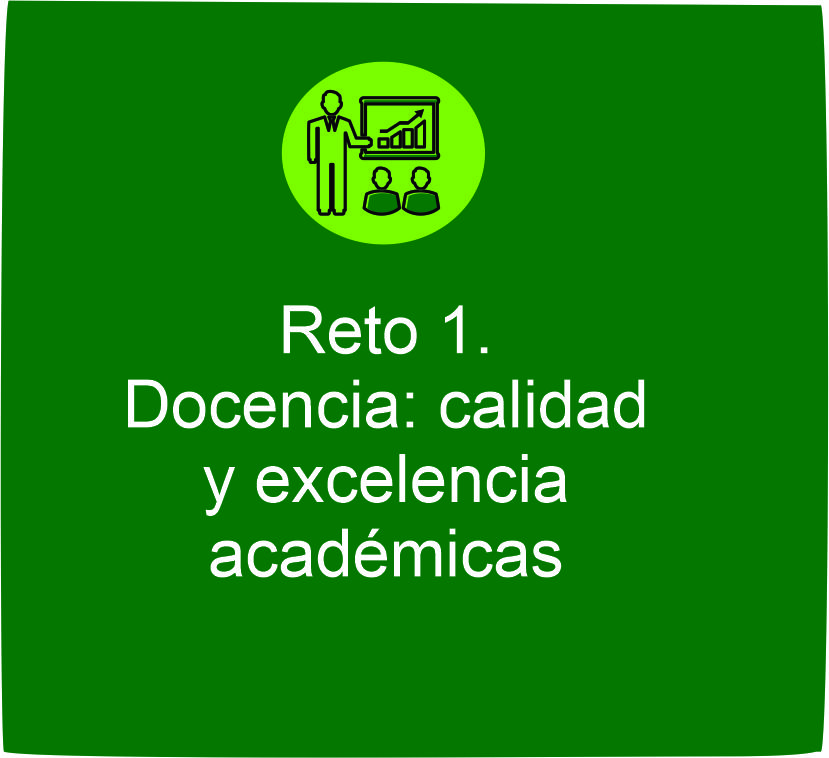 Reto 1.
Docencia: calidad
y excelencia
académicas